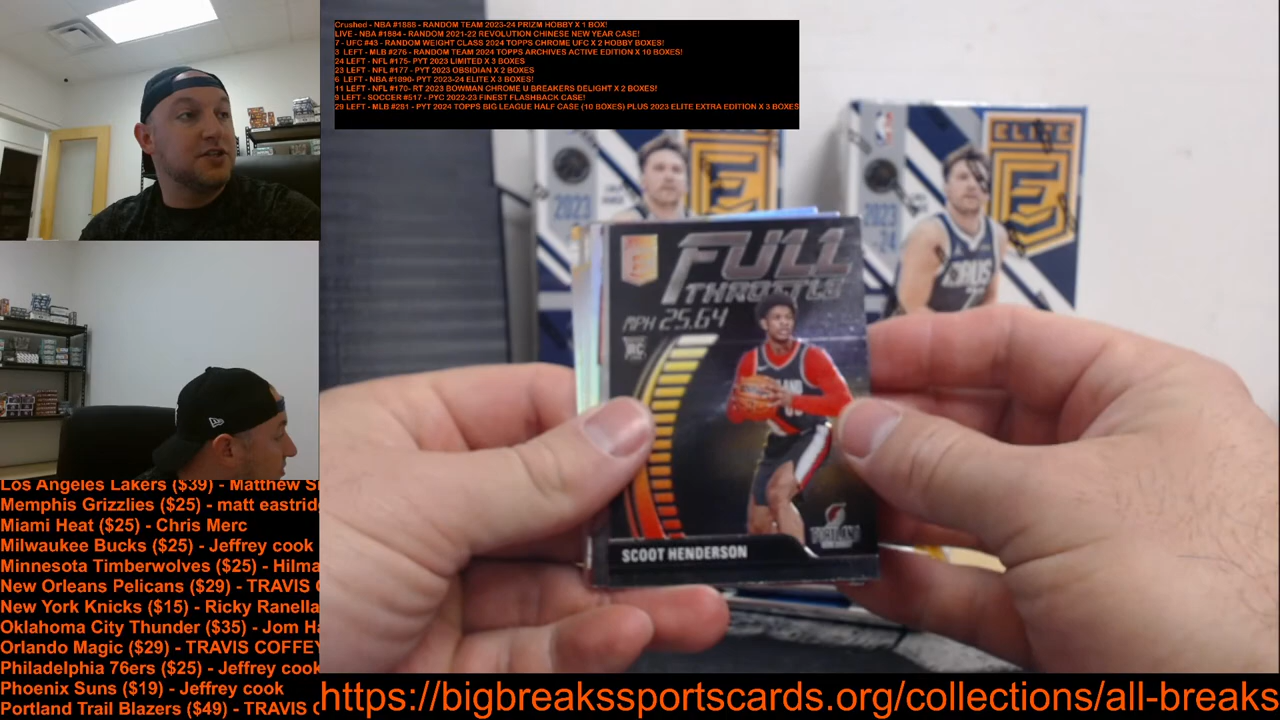 Crushed - NBA #1888 - RANDOM TEAM 2023-24 PRIZM HOBBY X 1 BOX!
LIVE - NBA #1884 - RANDOM 2021-22 REVOLUTION CHINESE NEW YEAR CASE!
7 - UFC #43 - RANDOM WEIGHT CLASS 2024 TOPPS CHROME UFC X 2 HOBBY BOXES!
3 LEFT - MLB #276 - RANDOM TEAM 2024 TOPPS ARCHIVES ACTIVE EDITION X 10 BOXES!
24 LEFT - NFL #175- PYT 2023 LIMITED X 3 BOXES
23 LEFT - NFL #177 - PYT 2023 OBSIDIAN X 2 BOXES
6 LEFT - NBA #1890- PYT 2023-24 ELITE X 3 BOXES!
11 LEFT - NFL #170- RT 2023 BOWMAN CHROME U BREAKERS DELIGHT X 2 BOXES!
9 LEFT - SOCCER #517 - PYC 2022-23 FINEST FLASHBACK CASE!
29 LEFT - MLB #281 - PYT 2024 TOPPS BIG LEAGUE HALF CASE (10 BOXES) PLUS 2023 ELITE EXTRA EDITION X 3 BOXES
2023
E
NBA
2023
-24
ELITE
E
FULL
THROTTLE
MPH 25.64
RC
SCOOT HENDERSON
Los Angeles Lakers ($39) - Matthew
Memphis Grizzlies ($25) - matt eastrid
Miami Heat ($25) - Chris Merc
Milwaukee Bucks ($25) - Jeffrey cook
Minnesota Timberwolves ($25) - Hilma
New Orleans Pelicans ($29) - TRAVIS
New York Knicks ($15) - Ricky Ranella
Oklahoma City Thunder ($35) - Jom
Orlando Magic ($29) - TRAVIS COFFEY
Philadelphia 76ers ($25) - Jeffrey cook
Phoenix Suns ($19) - Jeffrey cook
Portland Trail Blazers ($49) - TRAVIS
https://bigbreakssportscards.org/collections/all-breaks